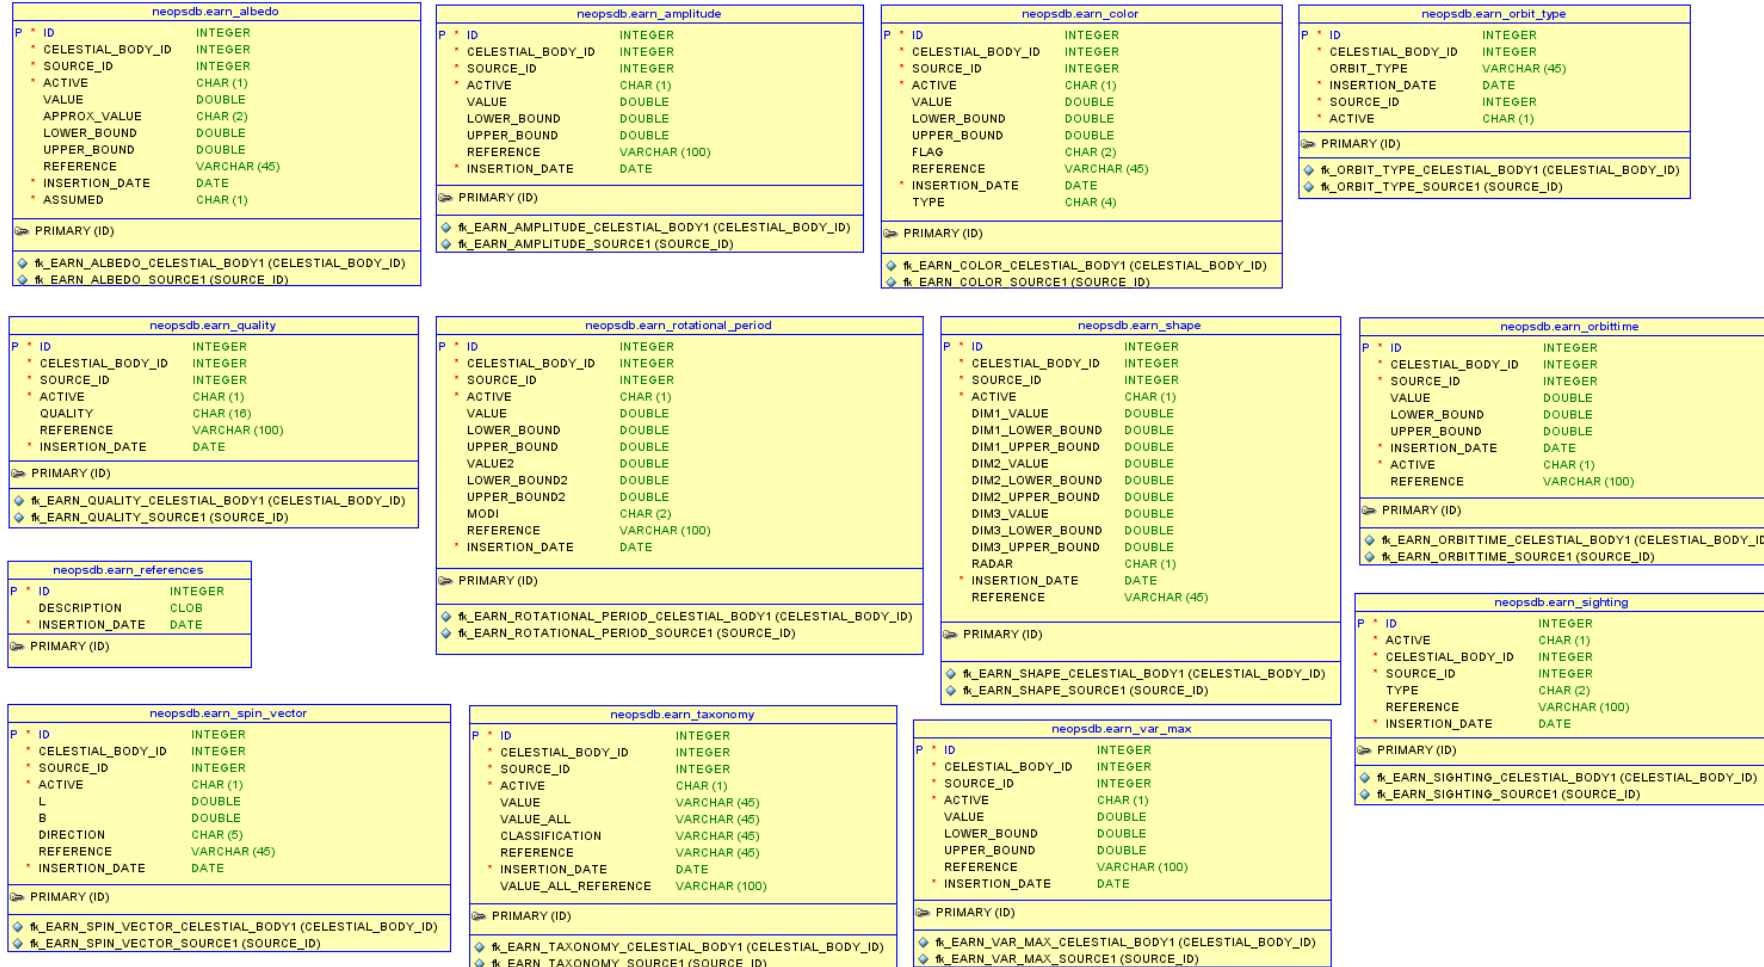 neopsdb.earn_albedo
P * ID INTEGER
* CELESTIAL_BODY_ID INTEGER
* SOURCE_ID INTEGER
* ACTIVE CHAR (1)
VALUE DOUBLE
APPROX_VALUE CHAR (2)
LOWER_BOUND DOUBLE
UPPER_BOUND DOUBLE
REFERENCE VARCHAR (45)
* INSERTION_DATE DATE
* ASSUMED CHAR (1)
PRIMARY (ID)
fk_EARN_ALBEDO_CELESTIAL_BODY1 (CELESTIAL_BODY_ID)
fk_EARN_ALBEDO_SOURCE1 (SOURCE_ID)
neopsdb.earn_amplitude
P * ID INTEGER
* CELESTIAL_BODY_ID INTEGER
* SOURCE_ID INTEGER
* ACTIVE CHAR (1)
VALUE DOUBLE
LOWER_BOUND DOUBLE
UPPER_BOUND DOUBLE
REFERENCE VARCHAR (100)
* INSERTION_DATE DATE
PRIMARY (ID)
fk_EARN_AMPLITUDE_CELESTIAL_BODY1 (CELESTIAL_BODY_ID)
fk_EARN_AMPLITUDE_SOURCE1 (SOURCE_ID)
neopsdb.earn_color
P * ID INTEGER
* CELESTIAL_BODY_ID INTEGER
* SOURCE_ID INTEGER
* ACTIVE CHAR (1)
VALUE DOUBLE
LOWER_BOUND DOUBLE
UPPER_BOUND DOUBLE
FLAG CHAR (2)
REFERENCE VARCHAR (45)
* INSERTION_DATE DATE
TYPE CHAR (4)
PRIMARY (ID)
fk_EARN_COLOR_CELESTIAL_BODY1 (CELESTIAL_BODY_ID)
fk_EARN_COLOR_SOURCE1 (SOURCE_ID)
neopsdb.earn_orbit_type
P * ID INTEGER
* CELESTIAL_BODY_ID INTEGER
ORBIT_TYPE VARCHAR (45)
* INSERTION_DATE DATE
* SOURCE_ID INTEGER
* ACTIVE CHAR (1)
PRIMARY (ID)
fk_ORBIT_TYPE_CELESTIAL_BODY1 (CELESTIAL_BODY_ID)
fk_ORBIT_TYPE_SOURCE1 (SOURCE_ID)
neopsdb.earn_quality
P * ID INTEGER
* CELESTIAL_BODY_ID INTEGER
* SOURCE_ID INTEGER
* ACTIVE CHAR (1)
QUALITY CHAR (16)
REFERENCE VARCHAR (100)
* INSERTION_DATE DATE
PRIMARY (ID)
fk_EARN_QUALITY_CELESTIAL_BODY1 (CELESTIAL_BODY_ID)
fk_EARN_QUALITY_SOURCE1 (SOURCE_ID)
neopsdb.earn_rotational_period
P * ID INTEGER
* CELESTIAL_BODY_ID INTEGER
* SOURCE_ID INTEGER
* ACTIVE CHAR (1)
VALUE DOUBLE
LOWER_BOUND DOUBLE
UPPER_BOUND DOUBLE
VALUE2 DOUBLE
LOWER_BOUND2 DOUBLE
UPPER_BOUND2 DOUBLE
MODI CHAR (2)
REFERENCE VARCHAR (100)
* INSERTION_DATE DATE
PRIMARY (ID)
fk_EARN_ROTATIONAL_PERIOD_CELESTIAL_BODY1 (CELESTIAL_BODY_ID)
fk_EARN_ROTATIONAL_PERIOD_SOURCE1 (SOURCE_ID)
neopsdb.earn_shape
P * ID INTEGER
* CELESTIAL_BODY_ID INTEGER
* SOURCE_ID INTEGER
* ACTIVE CHAR (1)
DIM1_VALUE DOUBLE
DIM1_LOWER_BOUND DOUBLE
DIM1_UPPER_BOUND DOUBLE
DIM2_VALUE DOUBLE
DIM2_LOWER_BOUND DOUBLE
DIM2_UPPER_BOUND DOUBLE
DIM3_VALUE DOUBLE
DIM3_LOWER_BOUND DOUBLE
DIM3_UPPER_BOUND DOUBLE
RADAR CHAR (1)
* INSERTION_DATE DATE
REFERENCE VARCHAR (45)
PRIMARY (ID)
fk_EARN_SHAPE_CELESTIAL_BODY1 (CELESTIAL_BODY_ID)
fk_EARN_SHAPE_SOURCE1 (SOURCE_ID)
neopsdb.earn_orbittime
P * ID INTEGER
* CELESTIAL_BODY_ID INTEGER
* SOURCE_ID INTEGER
VALUE DOUBLE
LOWER_BOUND DOUBLE
UPPER_BOUND DOUBLE
* INSERTION_DATE DATE
* ACTIVE CHAR (1)
REFERENCE VARCHAR (100)
PRIMARY (ID)
fk_EARN_ORBITTIME_CELESTIAL_BODY1 (CELESTIAL_BODY_ID
fk_EARN_ORBITTIME_SOURCE1 (SOURCE_ID)
neopsdb.earn_references
P * ID INTEGER
DESCRIPTION CLOB
* INSERTION_DATE DATE
PRIMARY (ID)
neopsdb.earn_sighting
P * ID INTEGER
* ACTIVE CHAR (1)
* CELESTIAL_BODY_ID INTEGER
* SOURCE_ID INTEGER
TYPE CHAR (2)
REFERENCE VARCHAR (100)
* INSERTION_DATE DATE
PRIMARY (ID)
fk_EARN_SIGHTING_CELESTIAL_BODY1 (CELESTIAL_BODY_ID)
fk_EARN_SIGHTING_SOURCE1 (SOURCE_ID)
neopsdb.earn_spin_vector
P * ID INTEGER
* CELESTIAL_BODY_ID INTEGER
* SOURCE_ID INTEGER
* ACTIVE CHAR (1)
L DOUBLE
B DOUBLE
DIRECTION CHAR (5)
REFERENCE VARCHAR (45)
* INSERTION_DATE DATE
PRIMARY (ID)
fk_EARN_SPIN_VECTOR_CELESTIAL_BODY1 (CELESTIAL_BODY_ID)
fk_EARN_SPIN_VECTOR_SOURCE1 (SOURCE_ID)
neopsdb.earn_taxonomy
P * ID INTEGER
* CELESTIAL_BODY_ID INTEGER
* SOURCE_ID INTEGER
* ACTIVE CHAR (1)
VALUE VARCHAR (45)
VALUE_ALL VARCHAR (45)
CLASSIFICATION VARCHAR (45)
REFERENCE VARCHAR (45)
* INSERTION_DATE DATE
VALUE_ALL_REFERENCE VARCHAR (100)
PRIMARY (ID)
fk_EARN_TAXONOMY_CELESTIAL_BODY1 (CELESTIAL_BODY_ID)
fk_EARN_TAXONOMY_SOURCE1 (SOURCE_ID)
neopsdb.earn_var_max
P * ID INTEGER
* CELESTIAL_BODY_ID INTEGER
* SOURCE_ID INTEGER
* ACTIVE CHAR (1)
VALUE DOUBLE
LOWER_BOUND DOUBLE
UPPER_BOUND DOUBLE
REFERENCE VARCHAR (100)
* INSERTION_DATE DATE
PRIMARY (ID)
fk_EARN_VAR_MAX_CELESTIAL_BODY1 (CELESTIAL_BODY_ID)
fk_EARN_VAR_MAX_SOURCE1 (SOURCE_ID)